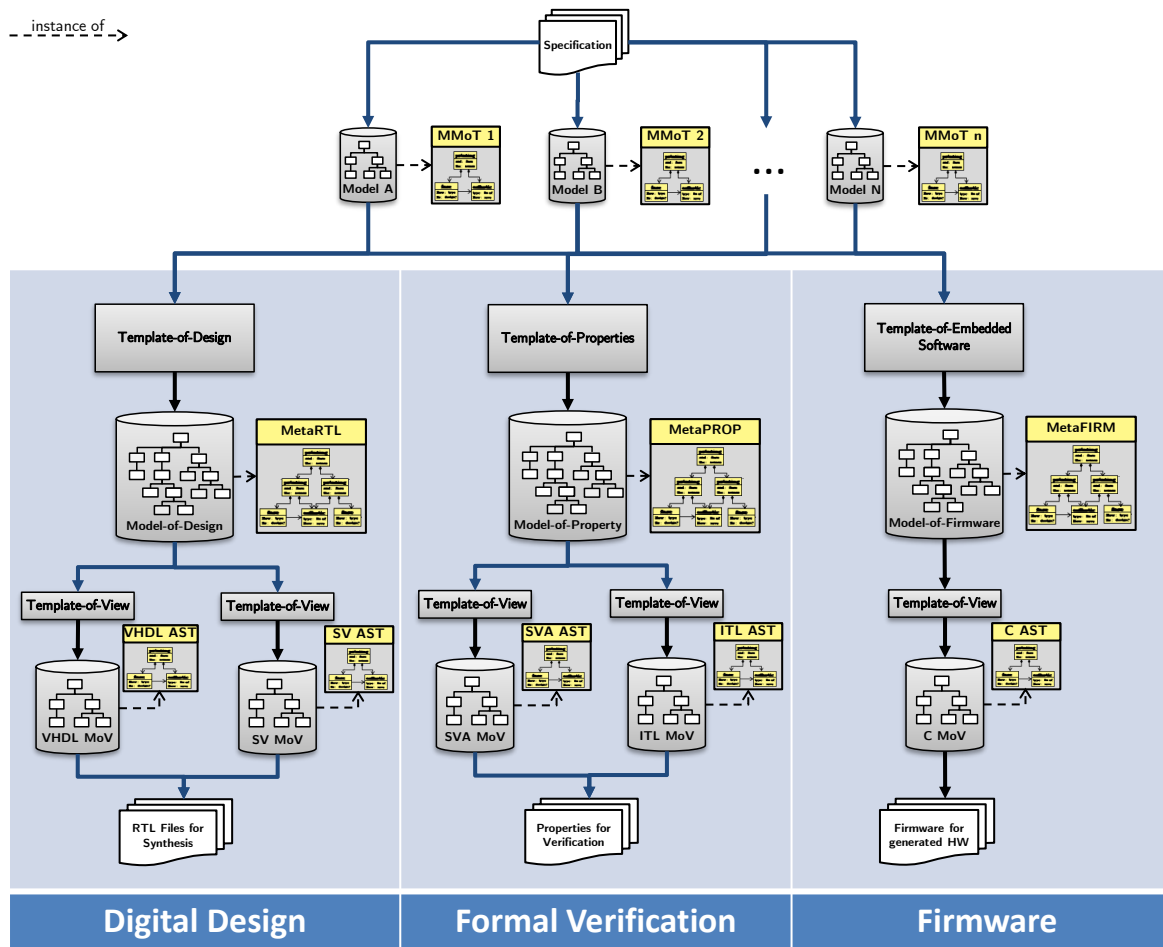 instance of
Specification
MMoT 1
MMoT 2
MMoT n
...
Model A
Model B
Model N
Template-of-Design
Template-of-Properties
Template-of-Embedded
Software
MetaRTL
MetaPROP
MetaFIRM
Model-of-Design
Model-of-Property
Model-of-Firmware
Template-of-View
Template-of-View
Template-of-View
Template-of-View
Template-of-View
VHDL AST
SV AST
SVA AST
ITL AST
C AST
VHDL MoV
SV MoV
SVA MoV
ITL MoV
C MoV
RTL Files for
Synthesis
Properties for
Verification
Firmware for
generated HW
Digital Design
Formal Verification
Firmware